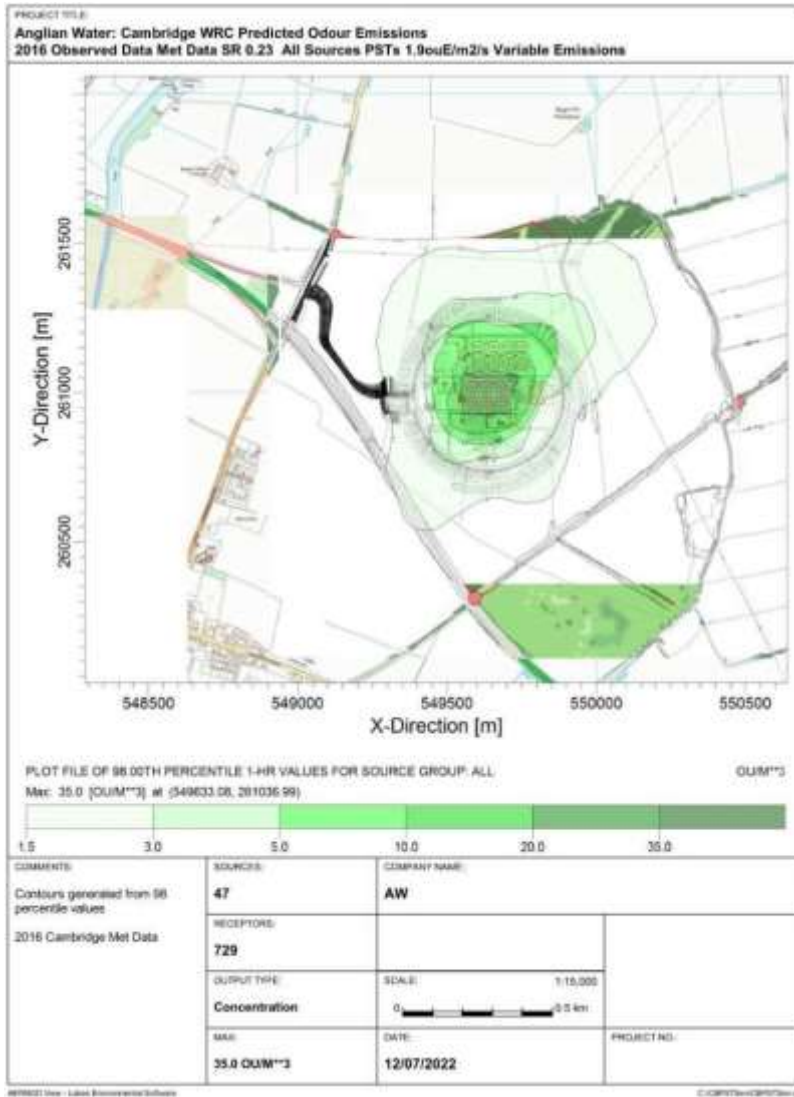 PROJECT TITLE:
Anglian Water: Cambridge WRC Predicted Odour Emissions
2016 Observed Data Met Data SR 0.23 All Sources PSTs 1.9ouE/m2/s Variable Emissions
Y-Direction [m]
261500
261000
260500
548500
549000
549500
550000
550500
X-Direction [m]
PLOT FILE OF 98.00TH PERCENTILE 1-HR VALUES FOR SOURCE GROUP: ALL
OU/M**3
Max: 35.0 [OU/M**3] at (549633.08, 261036.99)
1.5
3.0
5.0
10.0
20.0
35.0
COMMENTS:
Contours generated from 98
percentile values
2016 Cambridge Met Data
SOURCES:
47
COMPANY NAME:
AW
RECEPTORS:
729
OUTPUT TYPE:
Concentration
SCALE:
1:15,000
0
0.5 km
MAX:
35.0 OU/M**3
DATE:
12/07/2022
PROJECT NO.:
AERMOD View - Lakes Environmental Software